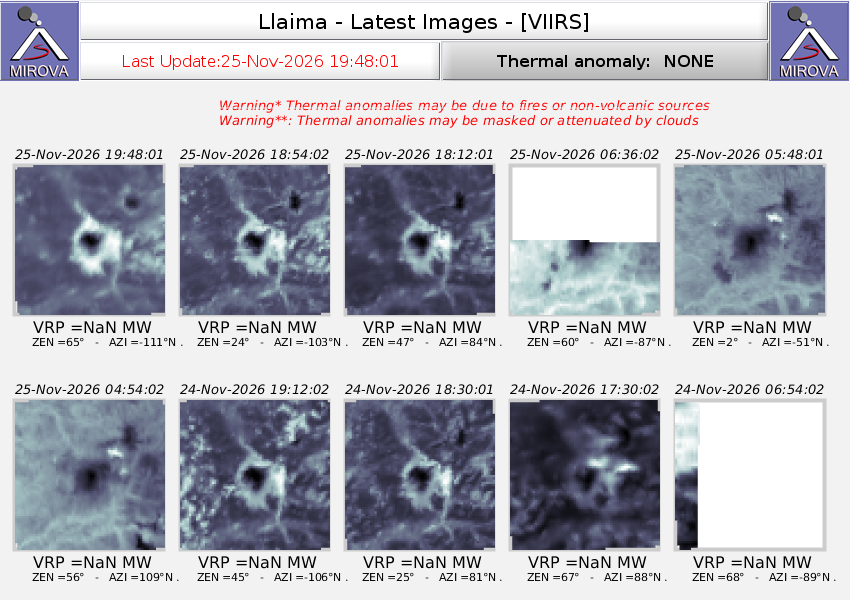 Llaima - Latest Images - [VIIRS]
MIROVA
Last Update:25-Nov-2026 19:48:01
Thermal anomaly: NONE
MIROVA
Warning* Thermal anomalies may be due to fires or non-volcanic sources
Warning**: Thermal anomalies may be masked or attenuated by clouds
25-Nov-2026 19:48:01 25-Nov-2026 18:54:02 25-Nov-2026 18:12:01 25-Nov-2026 06:36:02 25-Nov-2026 05:48:01
VRP =NaN MW VRP =NaN MW VRP =NaN MW VRP =NaN MW VRP =NaN MW
ZEN =65° - AZI =-111°N . ZEN =24° - AZI =-103°N . ZEN =47° - AZI =84°N . ZEN =60° - AZI =-87°N . ZEN =2° - AZI =-51°N .
25-Nov-2026 04:54:02 24-Nov-2026 19:12:02 24-Nov-2026 18:30:01 24-Nov-2026 17:30:02 24-Nov-2026 06:54:02
VRP =NaN MW VRP =NaN MW VRP =NaN MW VRP =NaN MW VRP =NaN MW
ZEN =56° - AZI =109°N . ZEN =45° - AZI =-106°N . ZEN =25° - AZI =81°N . ZEN =67° - AZI =88°N . ZEN =68° - AZI =-89°N .